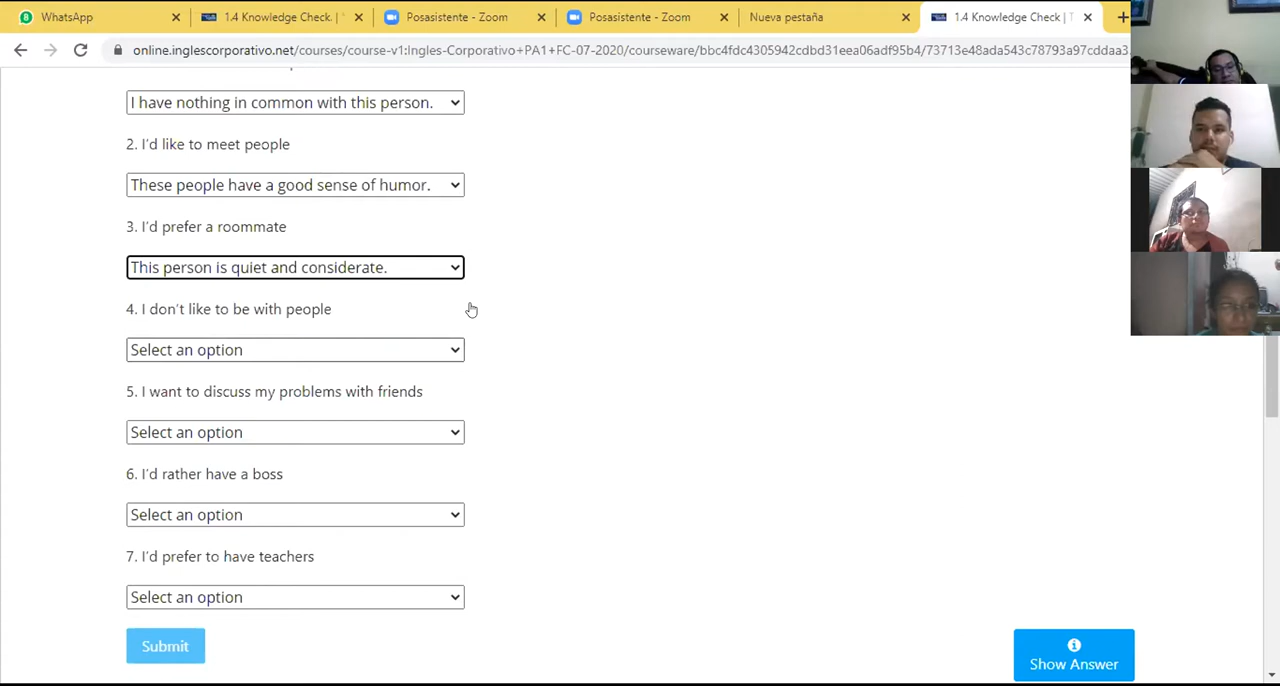 WhatsApp
1.4 Knowledge Check. |
Posasistente - Zoom
Posasistente - Zoom
Nueva pestaña
1.4 Knowledge Check | T
online.inglescorporativo.net/courses/course-v1:Ingles-Corporativo+PA1+FC-07-2020/courseware/bbc4fdc4305942cdbd31eea06adf95b4/73713e48ada543c78793a97cddaa3...
I have nothing in common with this person.
2. I'd like to meet people
These people have a good sense of humor.
3. I'd prefer a roommate
This person is quiet and considerate.
4. I don't like to be with people
Select an option
5. I want to discuss my problems with friends
Select an option
6. I'd rather have a boss
Select an option
7. I'd prefer to have teachers
Select an option
Submit
Show Answer